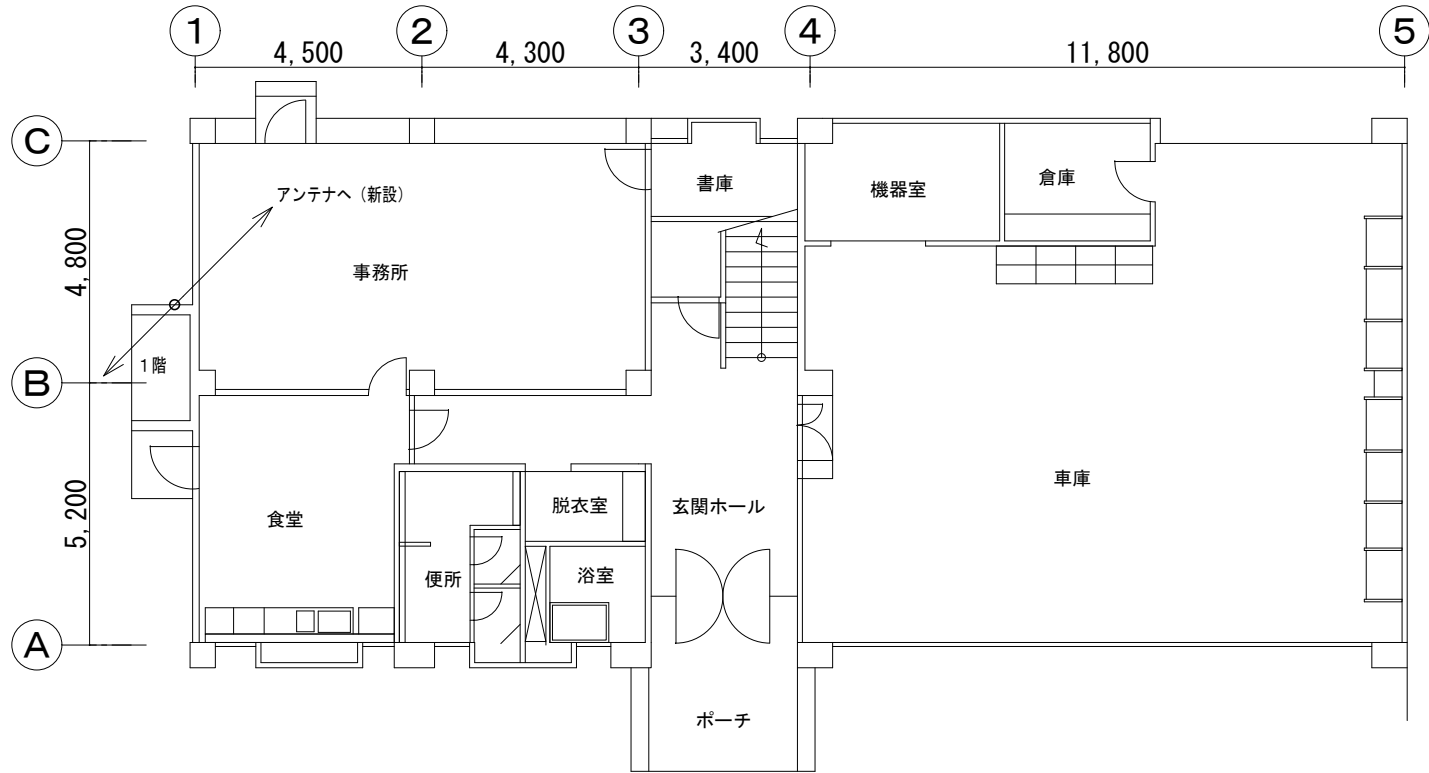 1
2
3
4
5
4,500
4,300
3,400
11,800
C
B
A
4,800
5,200
アンテナへ（新設）
書庫
機器室
倉庫
事務所
1階
食堂
便所
脱衣室
浴室
玄関ホール
車庫
ポーチ